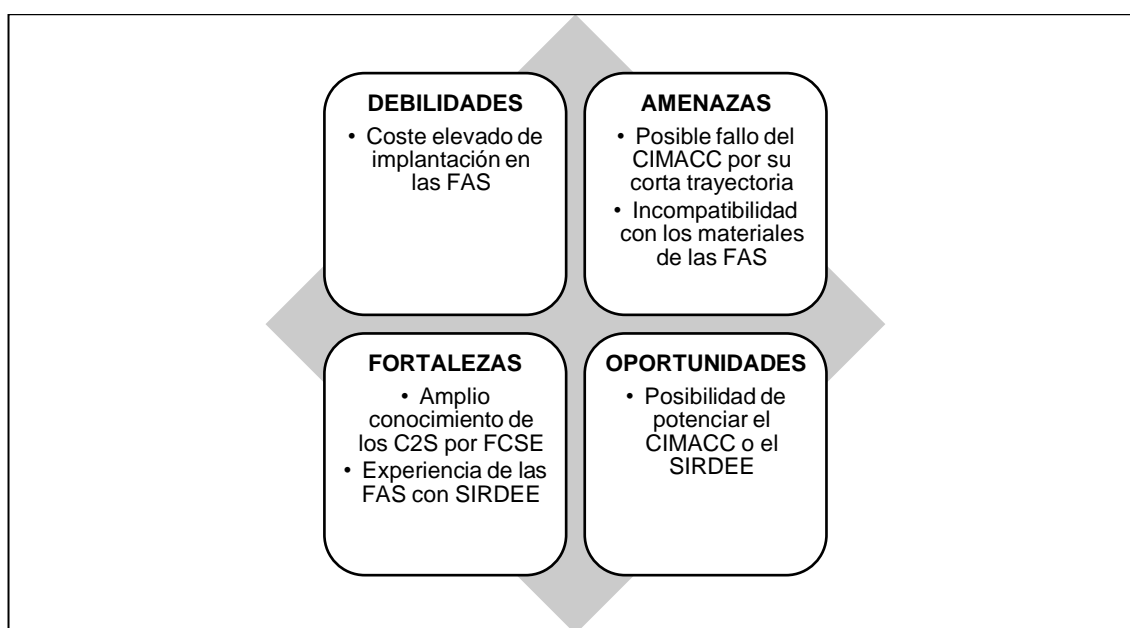 DEBILIDADES
• Coste elevado de
implantación en
las FAS
AMENAZAS
• Posible fallo del
CIMACC por su
corta trayectoria
• Incompatibilidad
con los materiales
de las FAS
FORTALEZAS
• Amplio
conocimiento de
los C2S por FCSE
• Experiencia de las
FAS con SIRDEE
OPORTUNIDADES
• Posibilidad de
potenciar el
CIMACC o el
SIRDEE